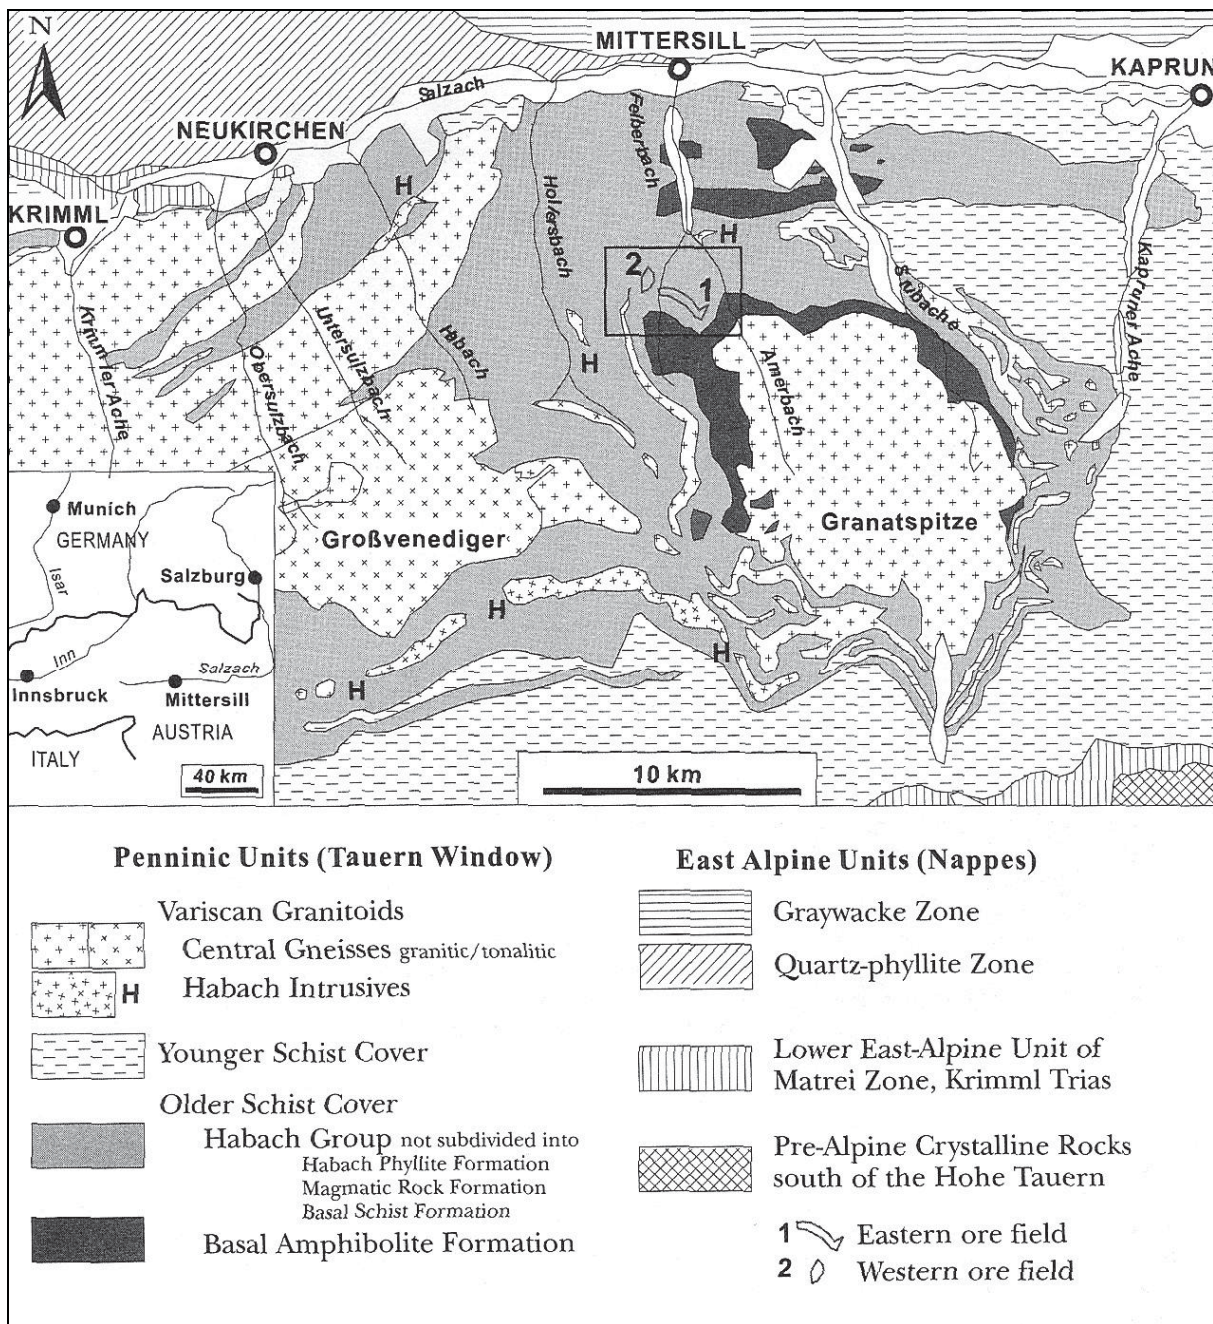 N
MITTERSILL
KAPRUN
Salzach
NEUKIRCHEN
Felberbach
H
KRIMML
Hollersbach
H
Kapruner Ache
2
1
Stubache
Krimmler Ache
Untersulzbach
Habach
Obersulzbach
H
Amerbach
Munich
GERMANY
Großvenediger
Granatspitze
Isar
Salzburg
H
Inn
Salzach
H
Innsbruck
Mittersill
H
AUSTRIA
ITALY
40 km
10 km
Penninic Units (Tauern Window)
Variscan Granitoids
Central Gneisses granitic/tonalitic
H Habach Intrusives
Younger Schist Cover
Older Schist Cover
Habach Group not subdivided into
Habach Phyllite Formation
Magmatic Rock Formation
Basal Schist Formation
Basal Amphibolite Formation
East Alpine Units (Nappes)
Graywacke Zone
Quartz-phyllite Zone
Lower East-Alpine Unit of
Matrei Zone, Krimml Trias
Pre-Alpine Crystalline Rocks
south of the Hohe Tauern
1 Eastern ore field
2 Western ore field